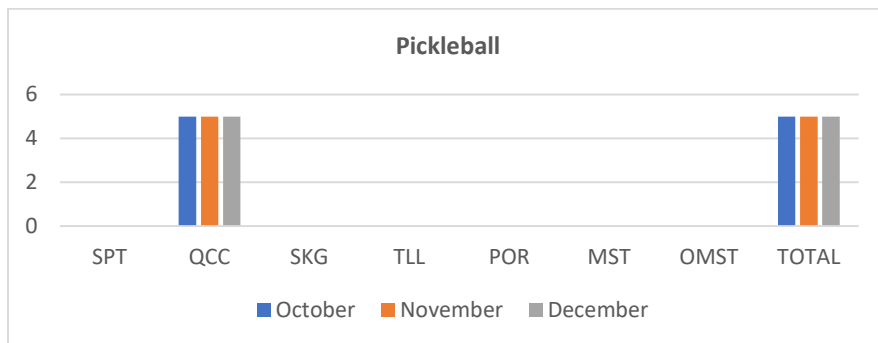 Pickleball
6
4
2
0
SPT QCC SKG TLL POR MST OMST TOTAL
October November December